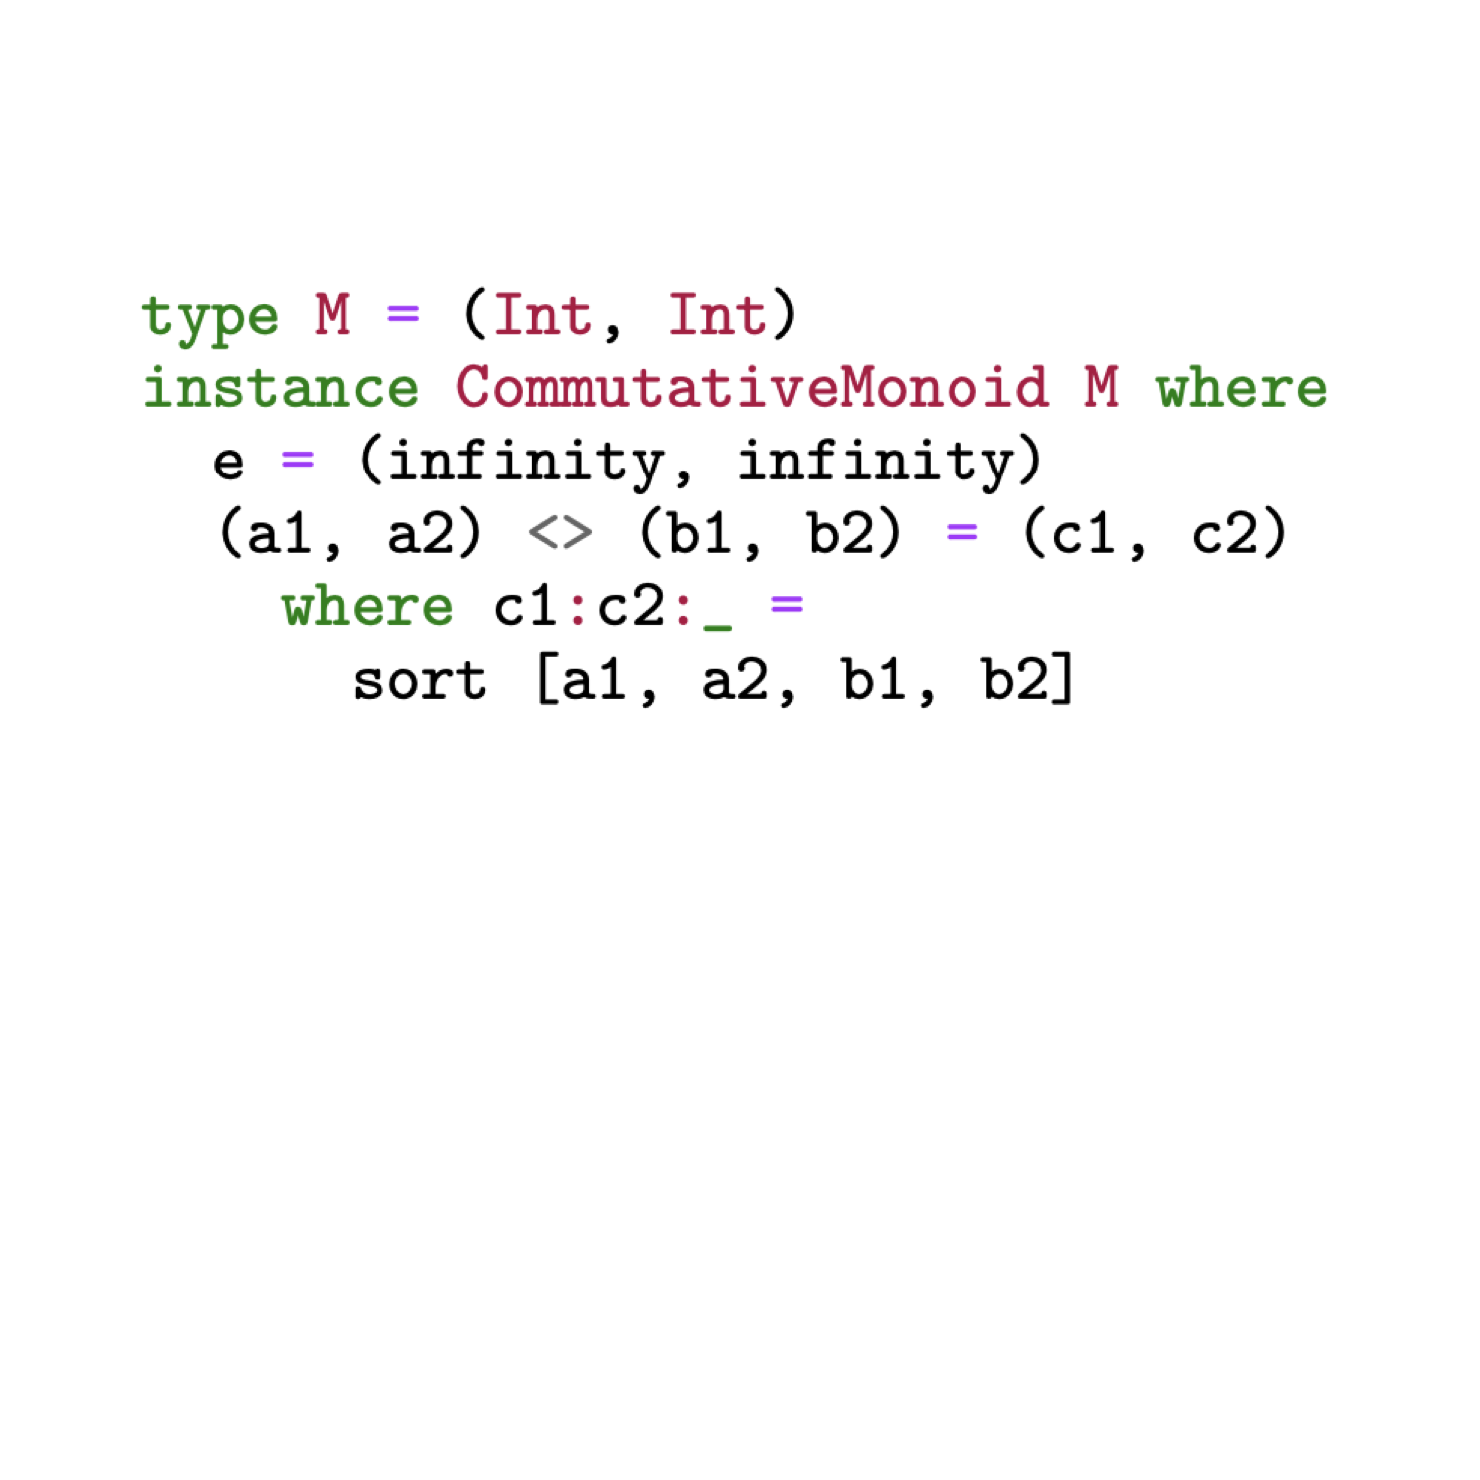 type M = (Int, Int)
instance CommutativeMonoid M where
  e = (infinity, infinity)
  (a1, a2) <> (b1, b2) = (c1, c2)
    where c1:c2:_ =
      sort [a1, a2, b1, b2]